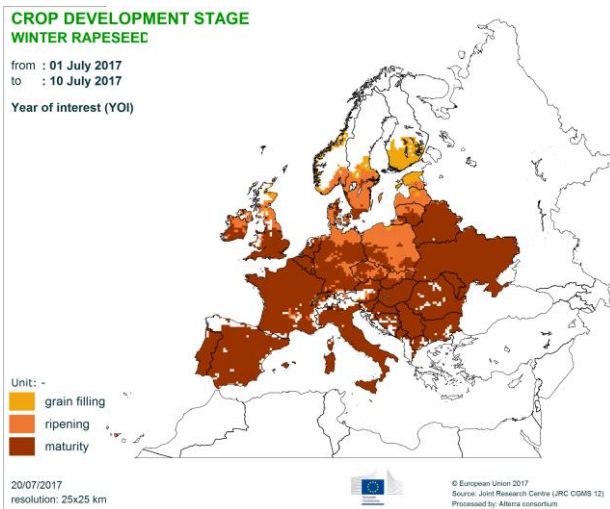 CROP DEVELOPMENT STAGE
WINTER RAPESEED
from : 01 July 2017
to : 10 July 2017
Year of interest (YOI)
Unit: -
grain filling
ripening
maturity
20/07/2017
resolution: 25x25 km
© European Union 2017
Source: Joint Research Centre (JRC CGMS 12)
Processed by: Alterra consortium